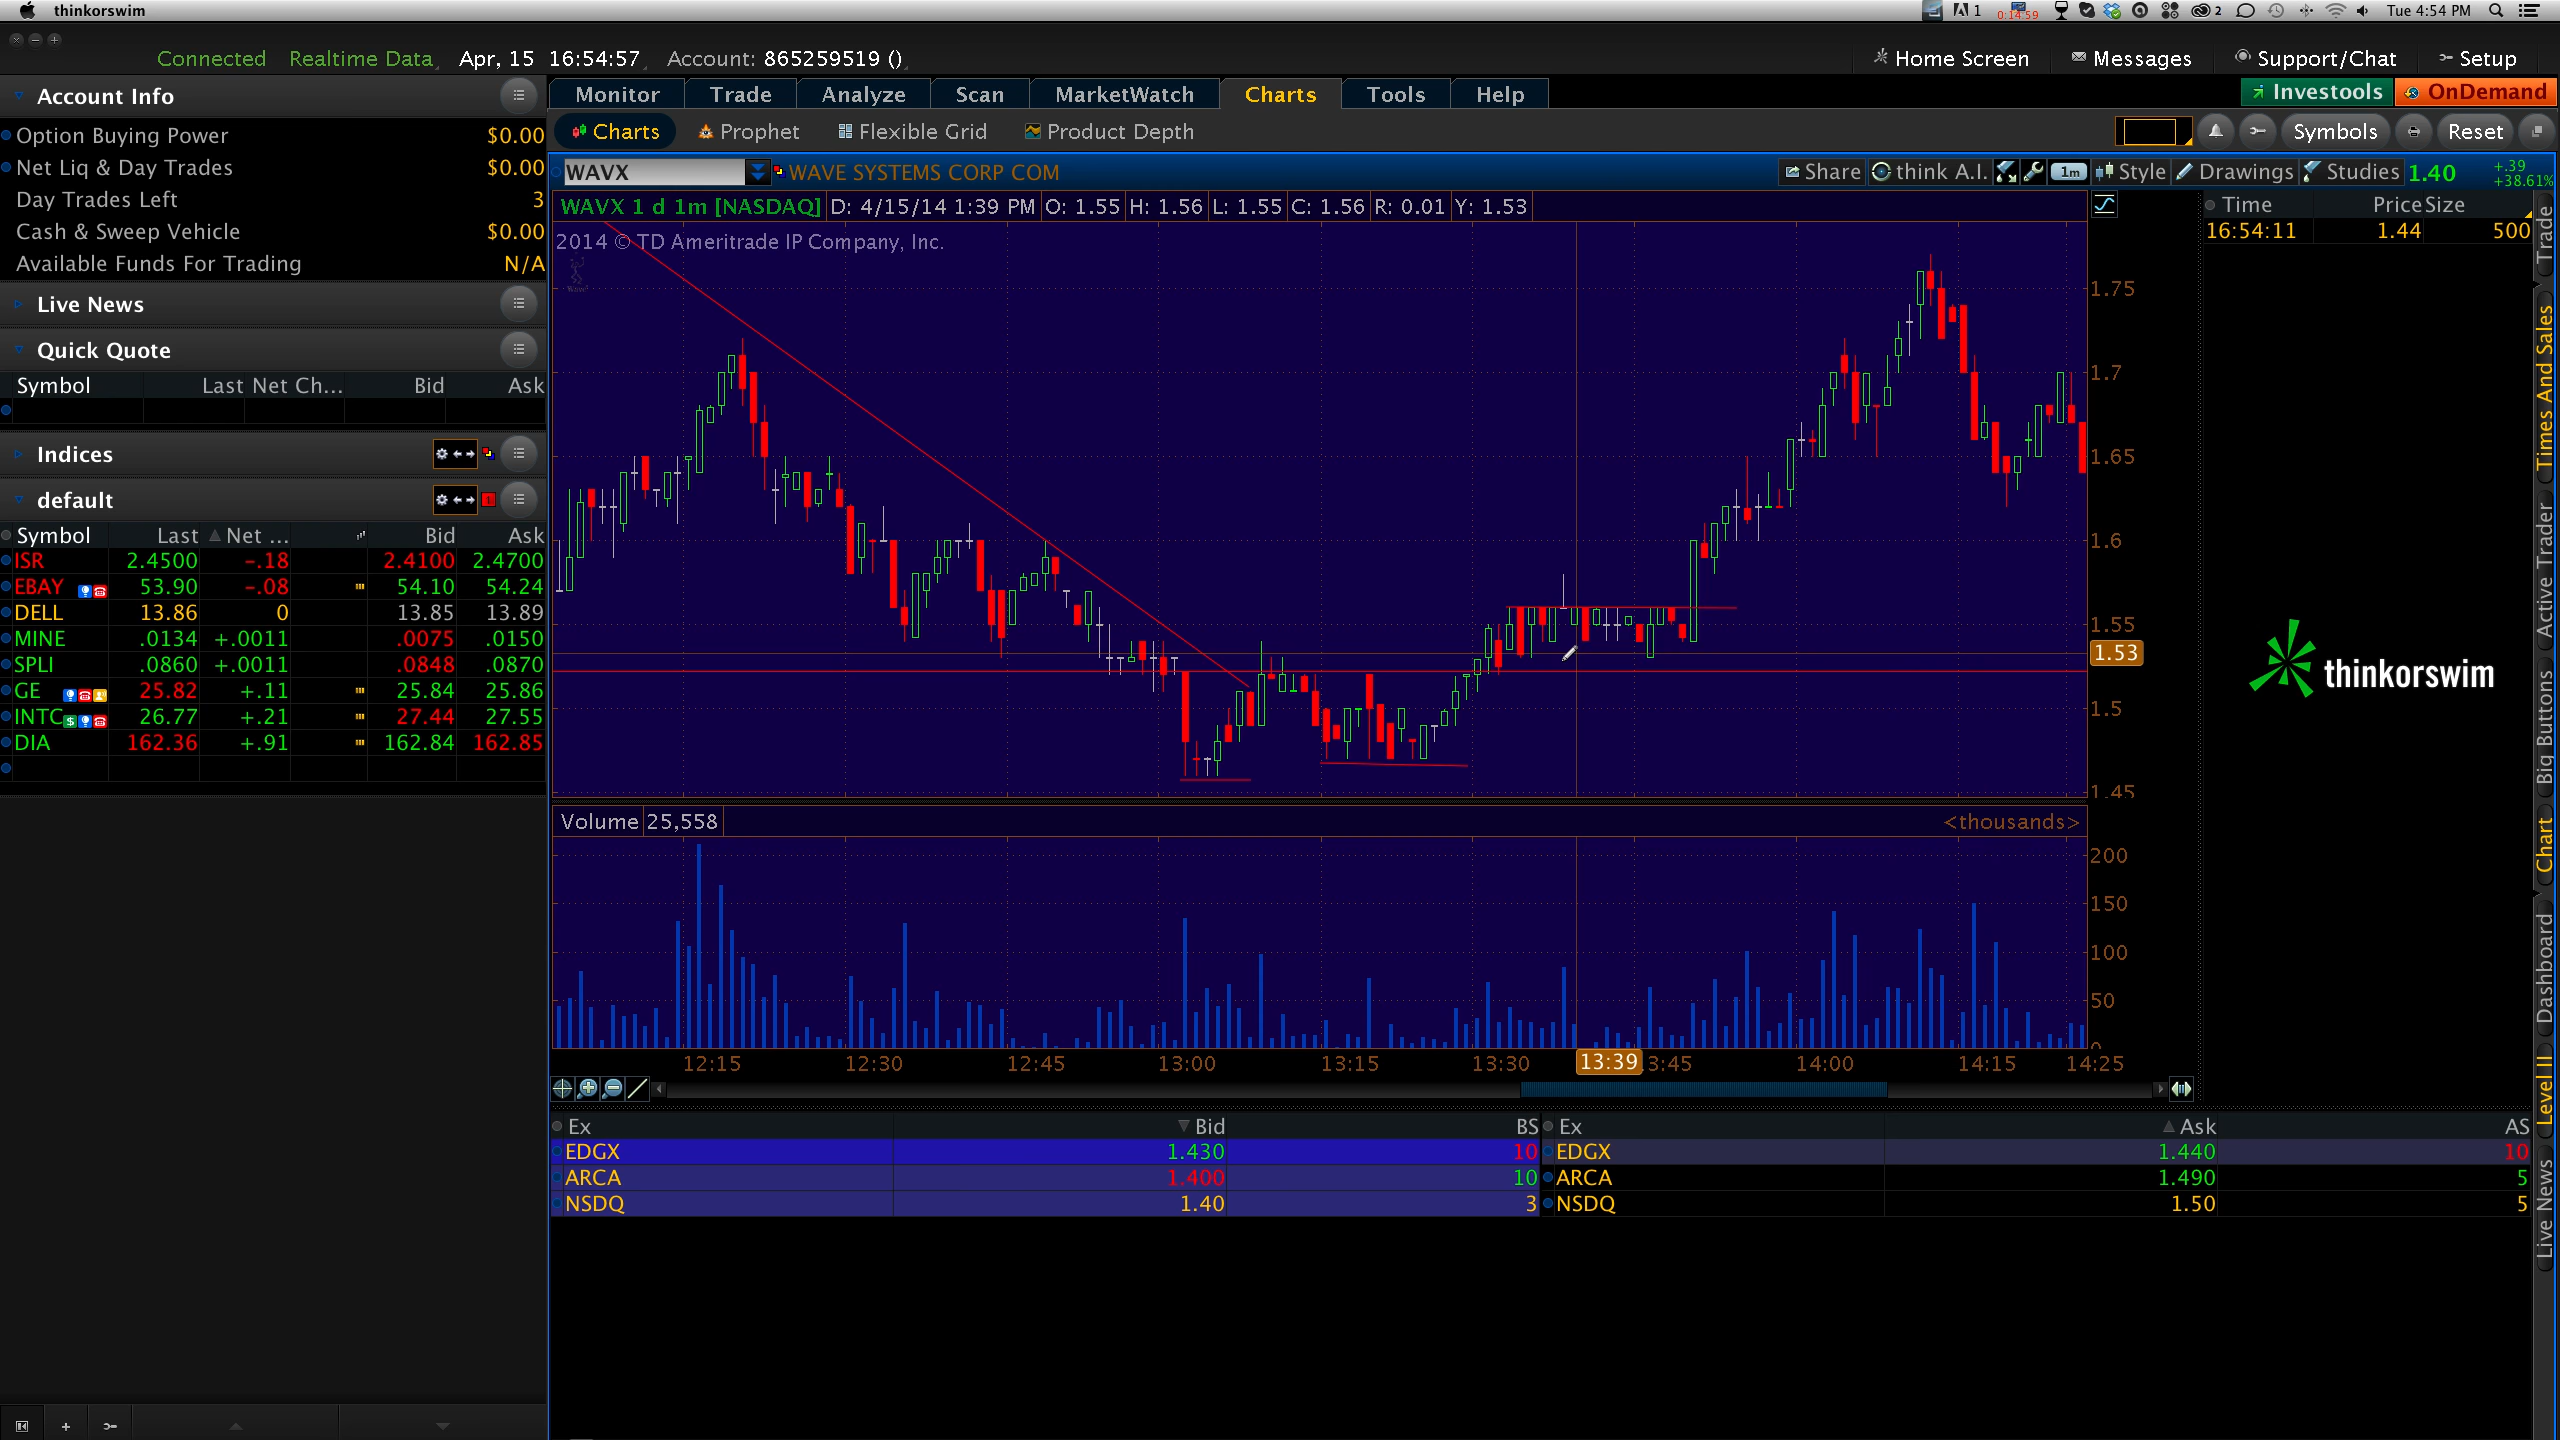 thinkorswim
1 0:14:59 2 Tue 4:54 PM
Connected Realtime Data Apr, 15 16:54:57 Account: 865259519 () Home Screen Messages Support/Chat Setup
Account Info
Option Buying Power $0.00
Net Liq & Day Trades $0.00
Day Trades Left 3
Cash & Sweep Vehicle $0.00
Available Funds For Trading N/A
Live News
Quick Quote
Symbol Last Net Ch... Bid Ask
Indices
default
Symbol Last Net ... Bid Ask
ISR 2.4500 -.18 2.4100 2.4700
EBAY 53.90 -.08 54.10 54.24
DELL 13.86 0 13.85 13.89
MINE .0134 +.0011 .0075 .0150
SPLI .0860 +.0011 .0848 .0870
GE 25.82 +.11 25.84 25.86
INTC 26.77 +.21 27.44 27.55
DIA 162.36 +.91 162.84 162.85
Monitor Trade Analyze Scan MarketWatch Charts Tools Help
Investools OnDemand
Charts Prophet Flexible Grid Product Depth
Symbols Reset
WAVX WAVE SYSTEMS CORP COM Share think A.I. 1m Style Drawings Studies 1.40 +.39 +38.61%
WAVX 1 d 1m [NASDAQ] D: 4/15/14 1:39 PM O: 1.55 H: 1.56 L: 1.55 C: 1.56 R: 0.01 Y: 1.53
2014 © TD Ameritrade IP Company, Inc.
1.75
1.7
1.65
1.6
1.55
1.53
1.5
1.45
Volume 25,558 <thousands>
200
150
100
50
0
12:15 12:30 12:45 13:00 13:15 13:30 13:39 3:45 14:00 14:15 14:25
Ex Bid BS Ex Ask AS
EDGX 1.430 10 EDGX 1.440 10
ARCA 1.400 10 ARCA 1.490 5
NSDQ 1.40 3 NSDQ 1.50 5
Time Price Size
16:54:11 1.44 500
thinkorswim
Trade
Times And Sales
Active Trader
Big Buttons
Chart
Dashboard
Level II
Live News